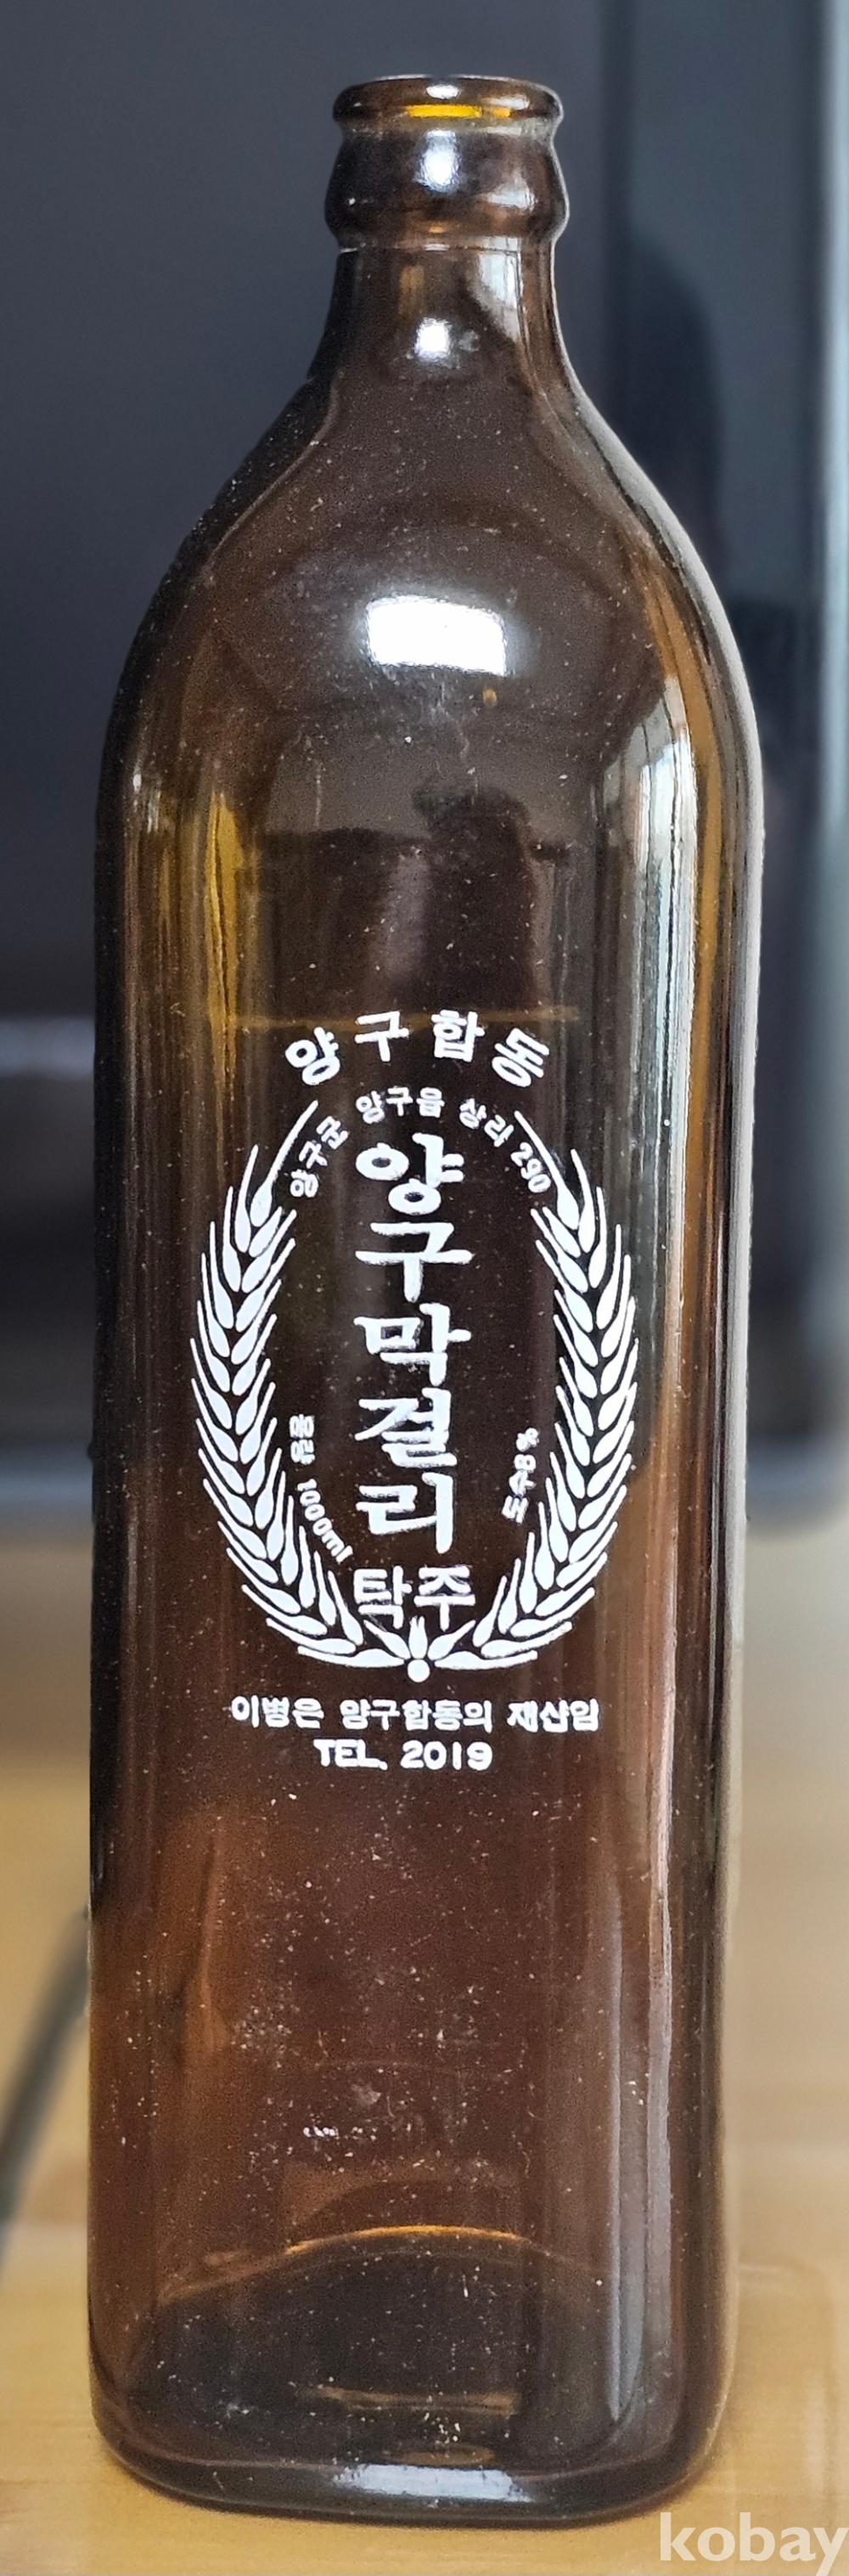 양구합동
양구군 양구읍 상리 290
양구막걸리
용량 1000ml
도수8%
탁주
이병은 양구합동의 재산임
TEL. 2019
kobay